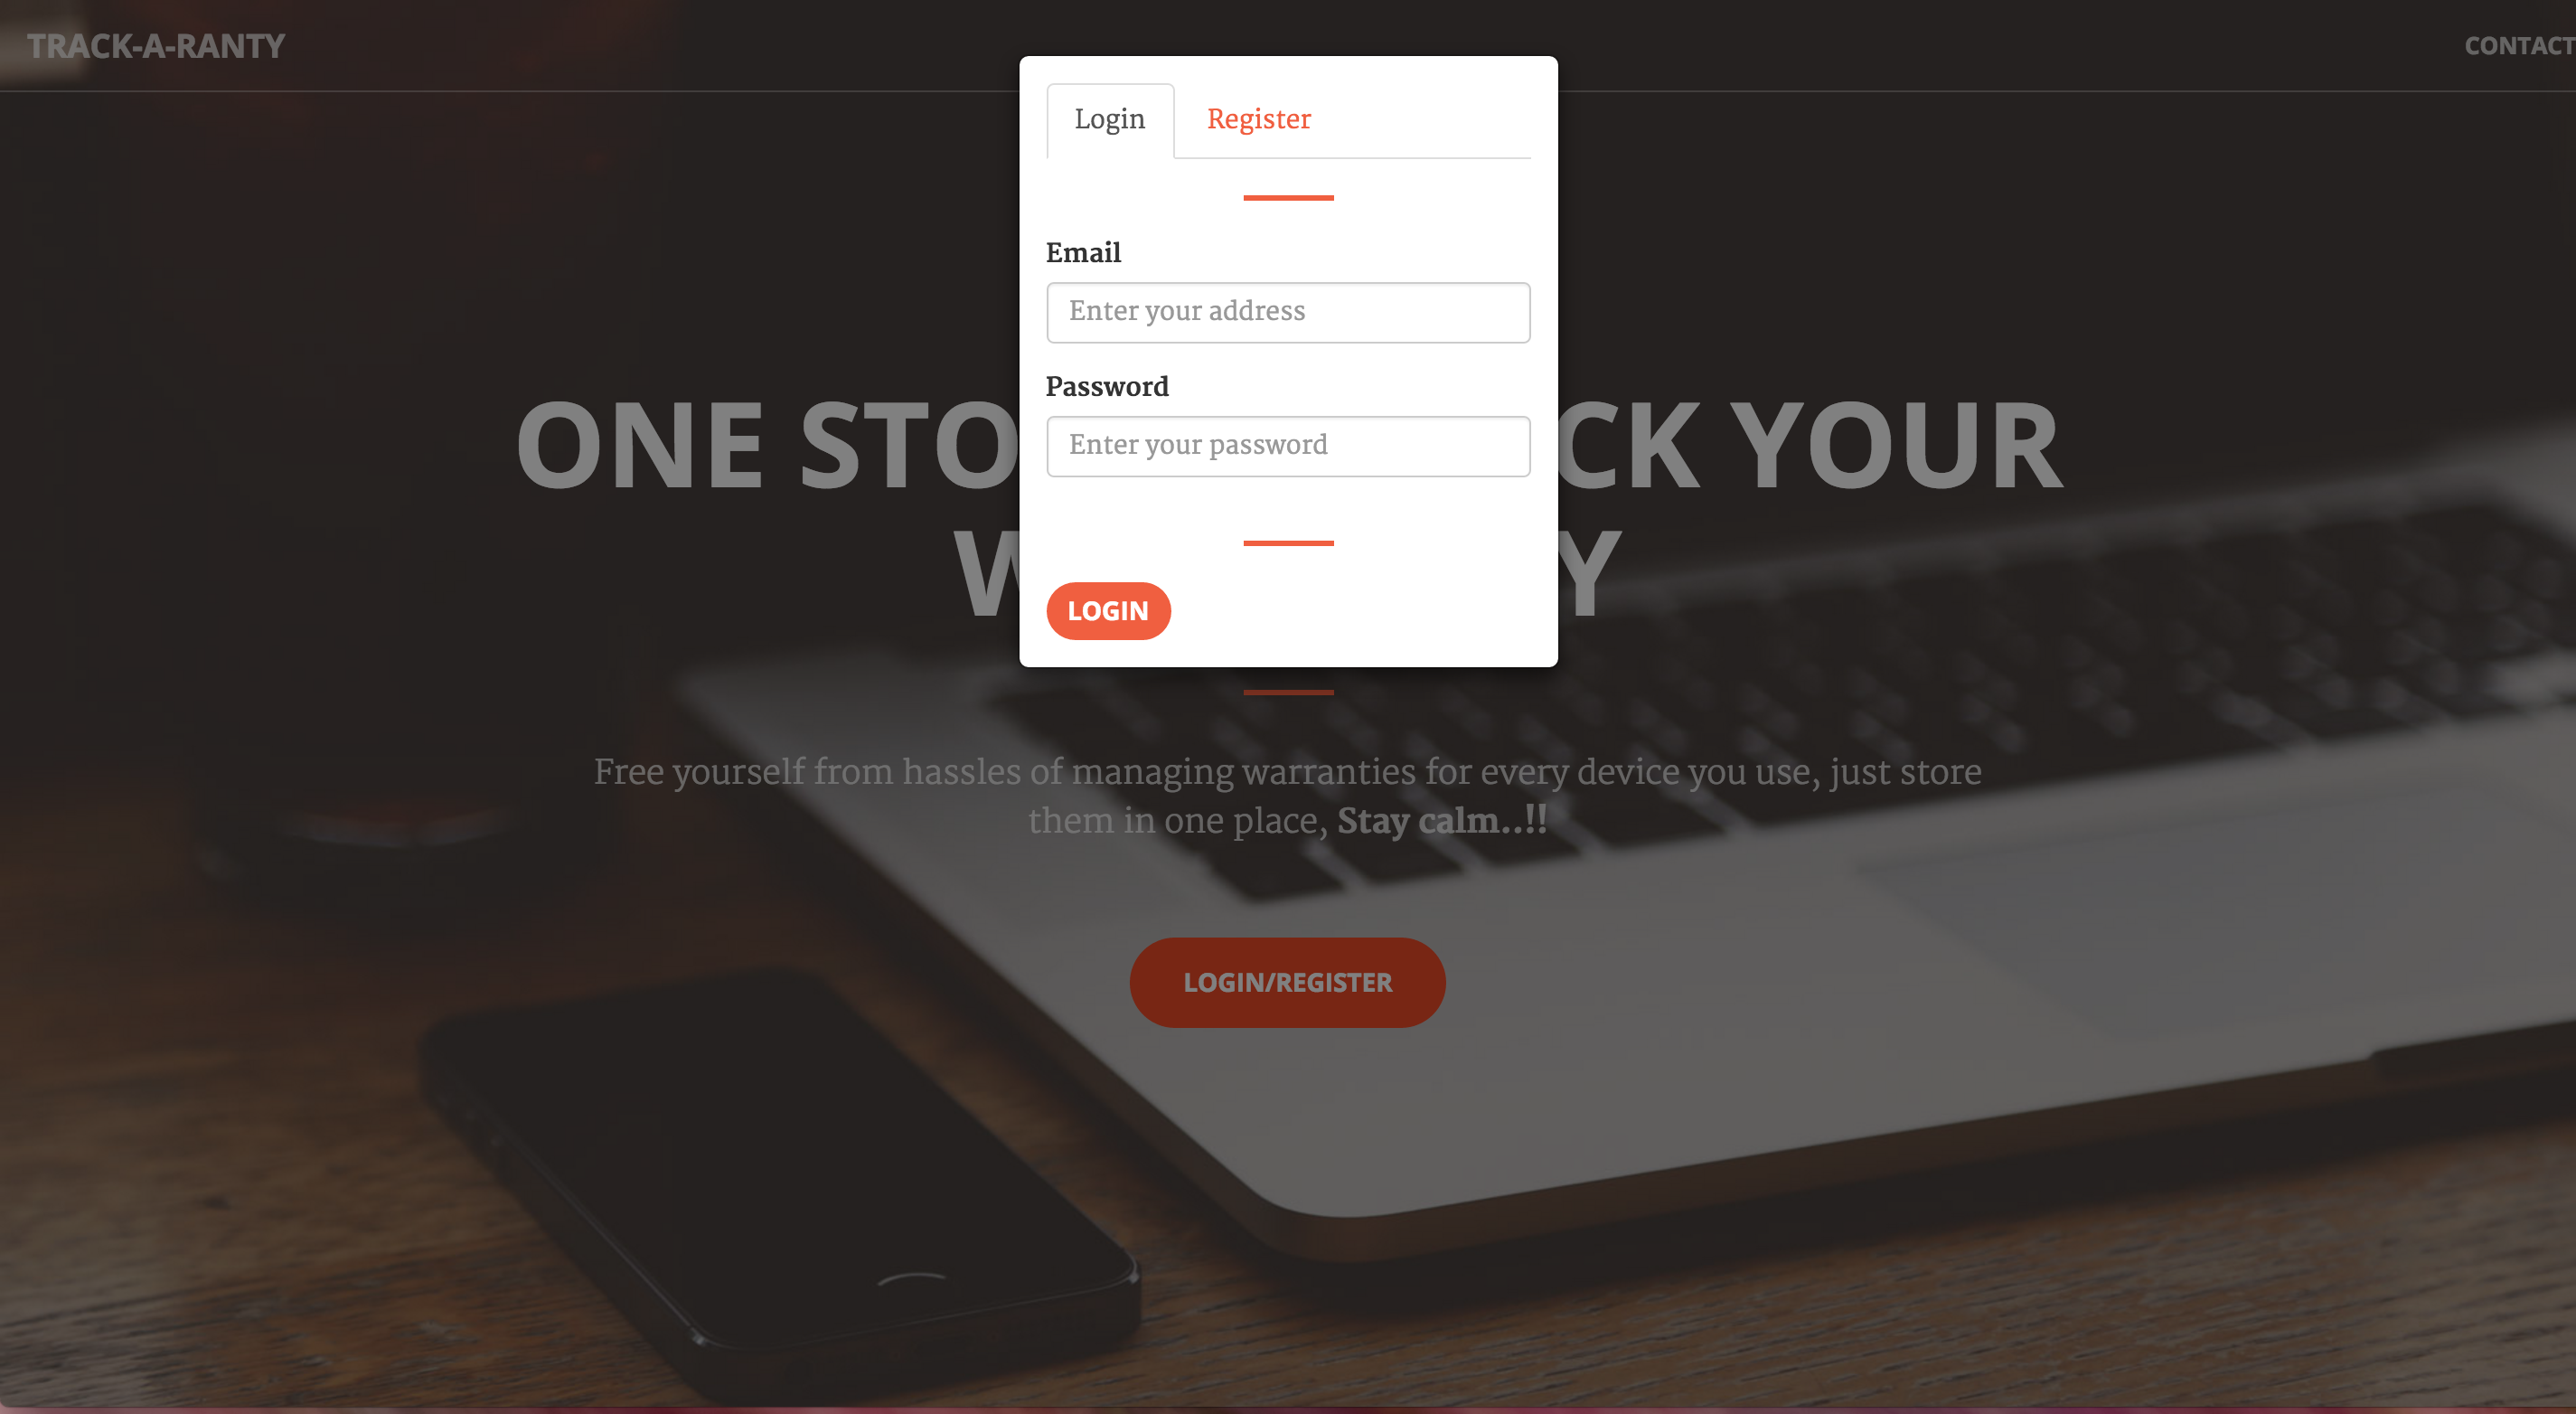 TRACK-A-RANTY
CONTACT
Login Register
Email
Enter your address
Password
Enter your password
LOGIN
ONE STO CK YOUR
W Y
Free yourself from hassles of managing warranties for every device you use, just store
them in one place, Stay calm..!!
LOGIN/REGISTER